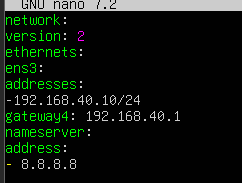 GNU nano 7.2
network:
version: 2
ethernets:
ens3:
addresses:
-192.168.40.10/24
gateway4: 192.168.40.1
nameserver:
address:
- 8.8.8.8